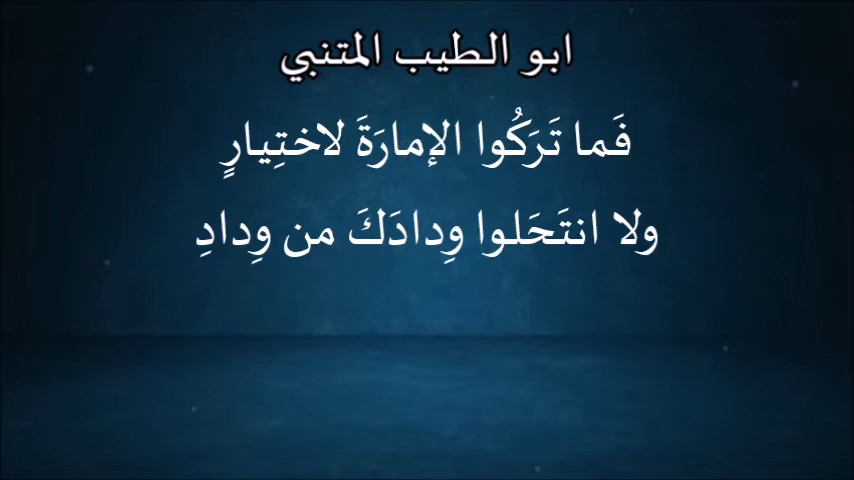 ابو الطيب المتنبي
فَما تَرَكُوا الإمارَةَ لاختِيارٍ
ولا انتَحَلوا وِدادَكَ من وِدادِ